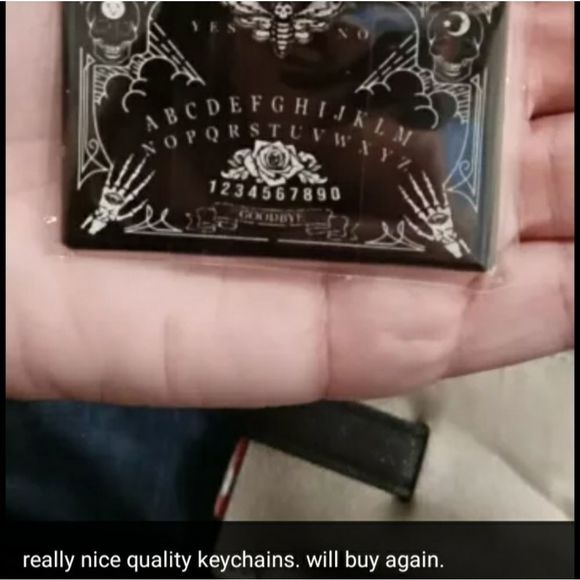 YES NO
ABCDEFGHIJKLM
NOPQRSTUVWXYZ
1234567890
GOODBYE
really nice quality keychains. will buy again.